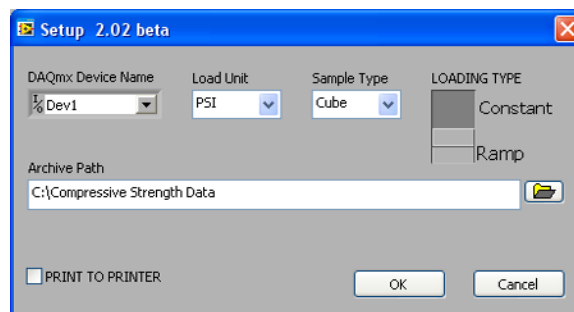 Setup 2.02 beta
DAQmx Device Name Load Unit Sample Type LOADING TYPE
I/O Dev1 PSI Cube Constant
Ramp
Archive Path
C:\Compressive Strength Data
PRINT TO PRINTER OK Cancel